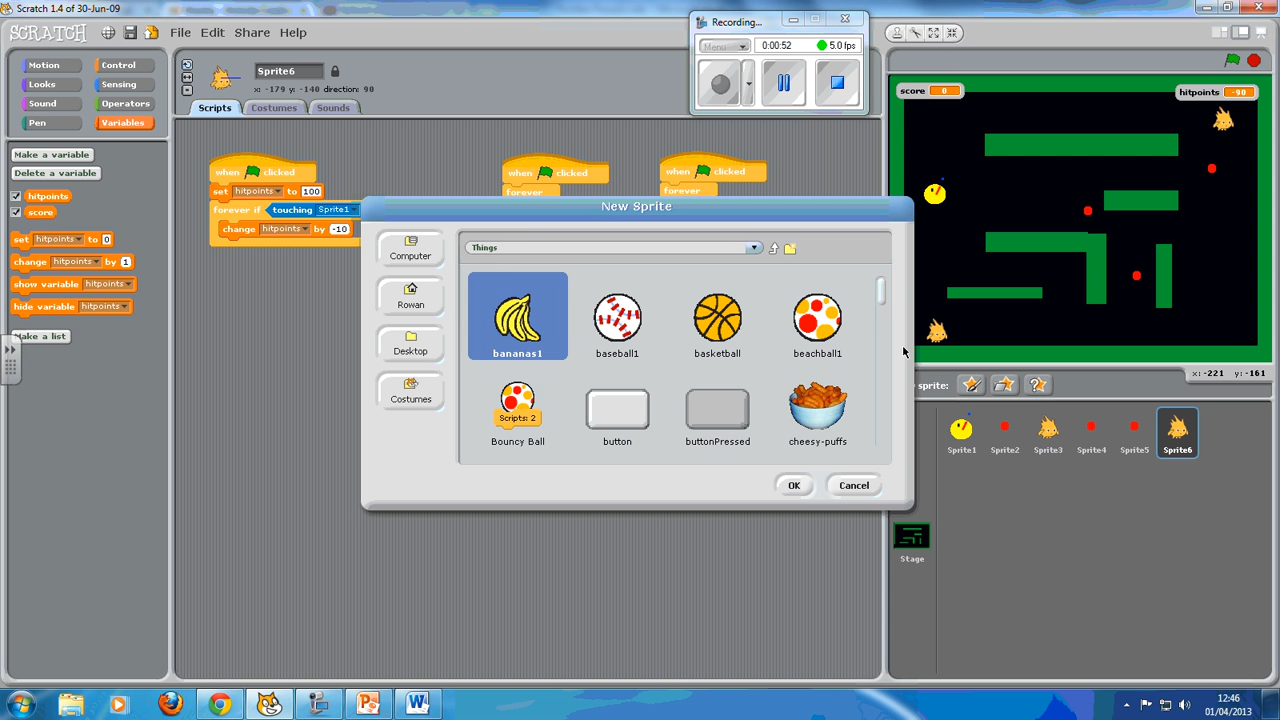 Scratch 1.4 of 30-Jun-09
Recording...
Menu
0:00:52
5.0 fps
SCRATCH
File Edit Share Help
Motion Control
Looks Sensing
Sound Operators
Pen Variables
Sprite6
x: -179 y: -140 direction: 90
Scripts Costumes Sounds
Make a variable
Delete a variable
hitpoints
score
set hitpoints to 0
change hitpoints by 1
show variable hitpoints
hide variable hitpoints
Make a list
when clicked
set hitpoints to 100
forever if touching Sprite1
change hitpoints by -10
when clicked
forever
when clicked
forever
New Sprite
Computer
Rowan
Desktop
Costumes
Things
bananas1 baseball1 basketball beachball1
Scripts: 2
Bouncy Ball button buttonPressed cheesy-puffs
OK Cancel
score 0
hitpoints -90
x: -221 y: -161
sprite:
Sprite1 Sprite2 Sprite3 Sprite4 Sprite5 Sprite6
Stage
12:46
01/04/2013